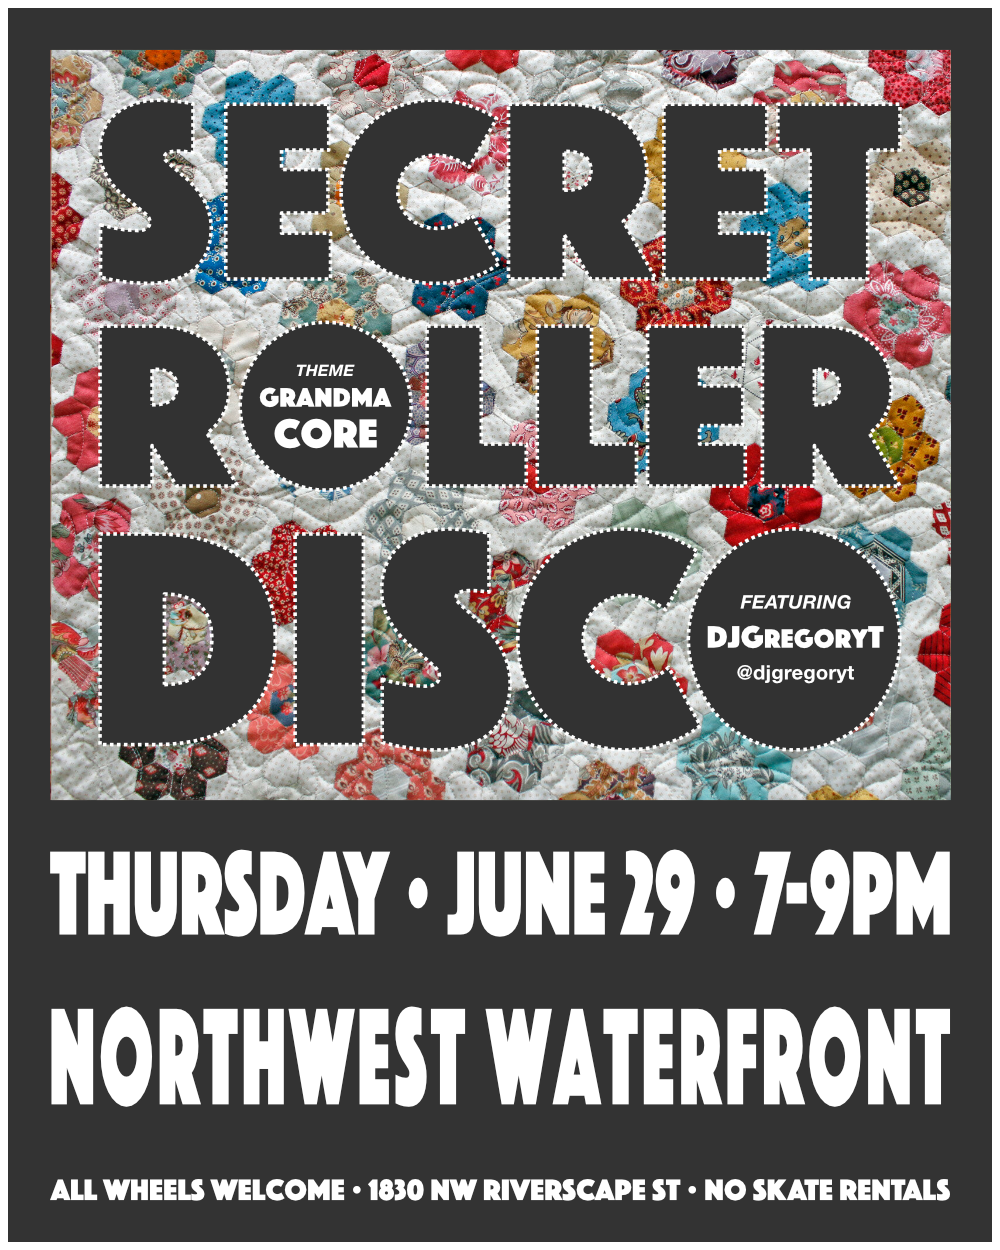 SECRET
ROLLER
THEME
GRANDMA
CORE
DISCO
FEATURING
DJGREGORYT
@djgregoryt
THURSDAY • JUNE 29 • 7-9PM
NORTHWEST WATERFRONT
ALL WHEELS WELCOME • 1830 NW RIVERSCAPE ST • NO SKATE RENTALS